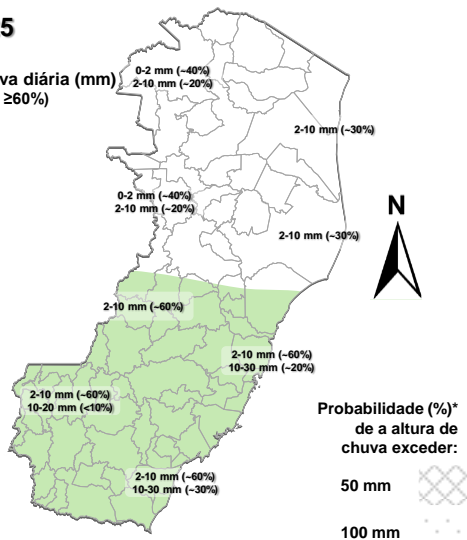 5
va diária (mm)
≥60%)
0-2 mm (~40%)
2-10 mm (~20%)
2-10 mm (~30%)
0-2 mm (~40%)
2-10 mm (~20%)
2-10 mm (~30%)
N
2-10 mm (~60%)
2-10 mm (~60%)
10-30 mm (~20%)
2-10 mm (~60%)
10-20 mm (<10%)
2-10 mm (~60%)
10-30 mm (~30%)
Probabilidade (%)*
de a altura de
chuva exceder:
50 mm
100 mm